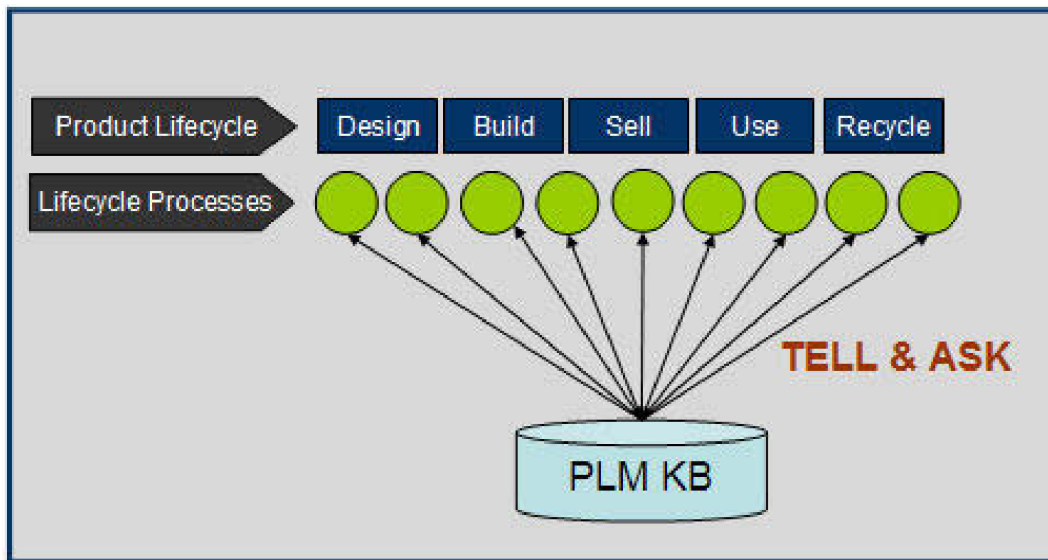 Product Lifecycle
Design
Build
Sell
Use
Recycle
Lifecycle Processes
TELL & ASK
PLM KB